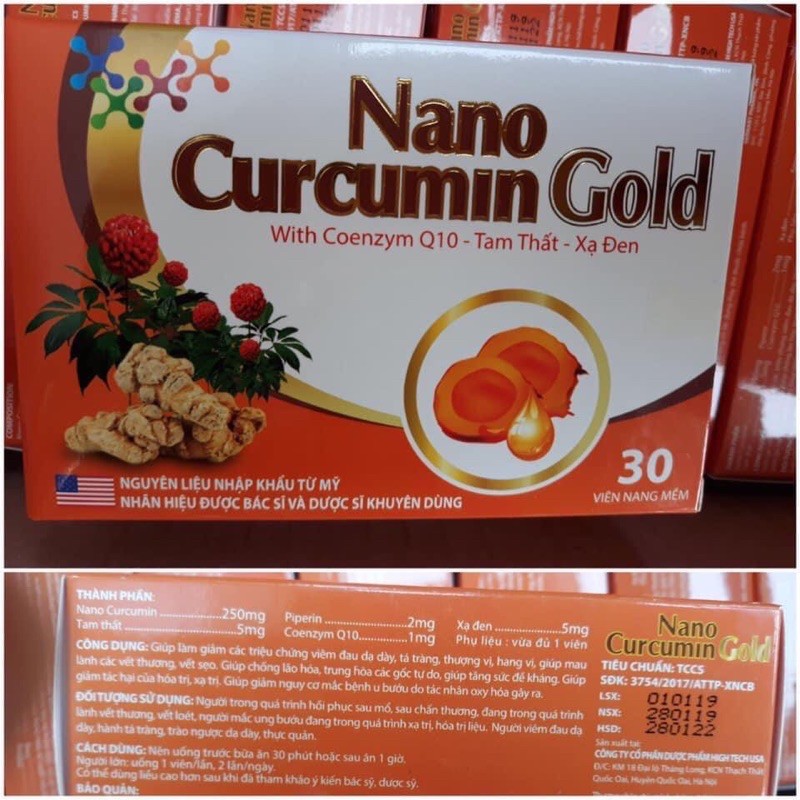 Nano
Curcumin Gold
With Coenzym Q10 - Tam Thất - Xạ Đen
NGUYÊN LIỆU NHẬP KHẨU TỪ MỸ
NHÃN HIỆU ĐƯỢC BÁC SĨ VÀ DƯỢC SĨ KHUYÊN DÙNG
30
VIÊN NANG MỀM
COMPOSITION
THÀNH PHẦN:
Nano Curcumin ..................250mg
Tam thất ..............................5mg
Piperin ..........................2mg
Coenzym Q10................1mg
Xạ đen ..........................5mg
Phụ liệu : vừa đủ 1 viên
CÔNG DỤNG: Giúp làm giảm các triệu chứng viêm đau dạ dày, tá tràng, thượng vị, hang vị, giúp mau
lành các vết thương, vết sẹo. Giúp chống lão hóa, trung hòa các gốc tự do, giúp tăng sức đề kháng. Giúp
giảm tác hại của hóa trị, xạ trị. Giúp giảm nguy cơ mắc bệnh u bướu do tác nhân oxy hóa gây ra.
ĐỐI TƯỢNG SỬ DỤNG: Người trong quá trình hồi phục sau mổ, sau chấn thương, đang trong quá trình
lành vết thương, vết loét, người mắc ung bướu đang trong quá trình xạ trị, hóa trị liệu. Người viêm đau dạ
dày, hành tá tràng, trào ngược dạ dày, thực quản.
CÁCH DÙNG: Nên uống trước bữa ăn 30 phút hoặc sau ăn 1 giờ.
Người lớn: uống 1 viên/lần, 2 lần/ngày.
Có thể dùng liều cao hơn sau khi đã tham khảo ý kiến bác sỹ, dược sỹ.
BẢO QUẢN:
Nano
Curcumin Gold
TIÊU CHUẨN: TCCS
SĐK: 3754/2017/ATTP-XNCB
LSX: 010119
NSX: 280119
HSD: 280122
Sản xuất tại:
CÔNG TY CỔ PHẦN DƯỢC PHẨM HIGH TECH USA
Đ/C: KM 18 Đại lộ Thăng Long, KCN Thạch Thất
Quốc Oai, Huyện Quốc Oai, Hà Nội